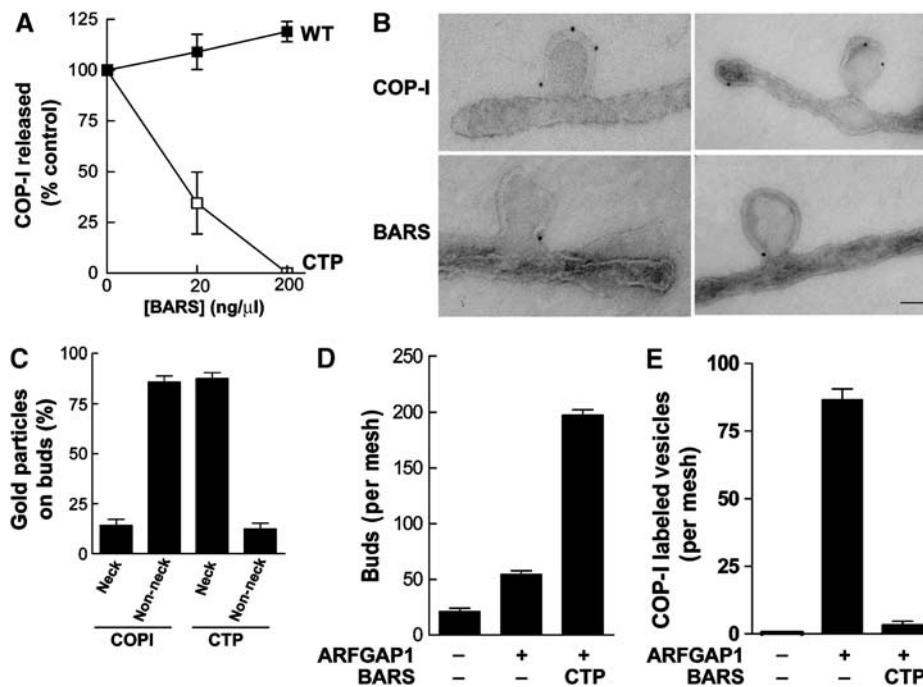 A
125
100
75
50
25
0
COP-I released
(% control)
WT
CTP
0 20 200
[BARS] (ng/µl)
B
COP-I
BARS
C
100
75
50
25
0
Gold particles
on buds (%)
Neck Non-neck Neck Non-neck
COPI CTP
D
250
200
150
100
50
0
Buds (per mesh)
ARFGAP1 – + +
BARS – – CTP
E
100
75
50
25
0
COP-I labeled vesicles
(per mesh)
ARFGAP1 – + +
BARS – – CTP